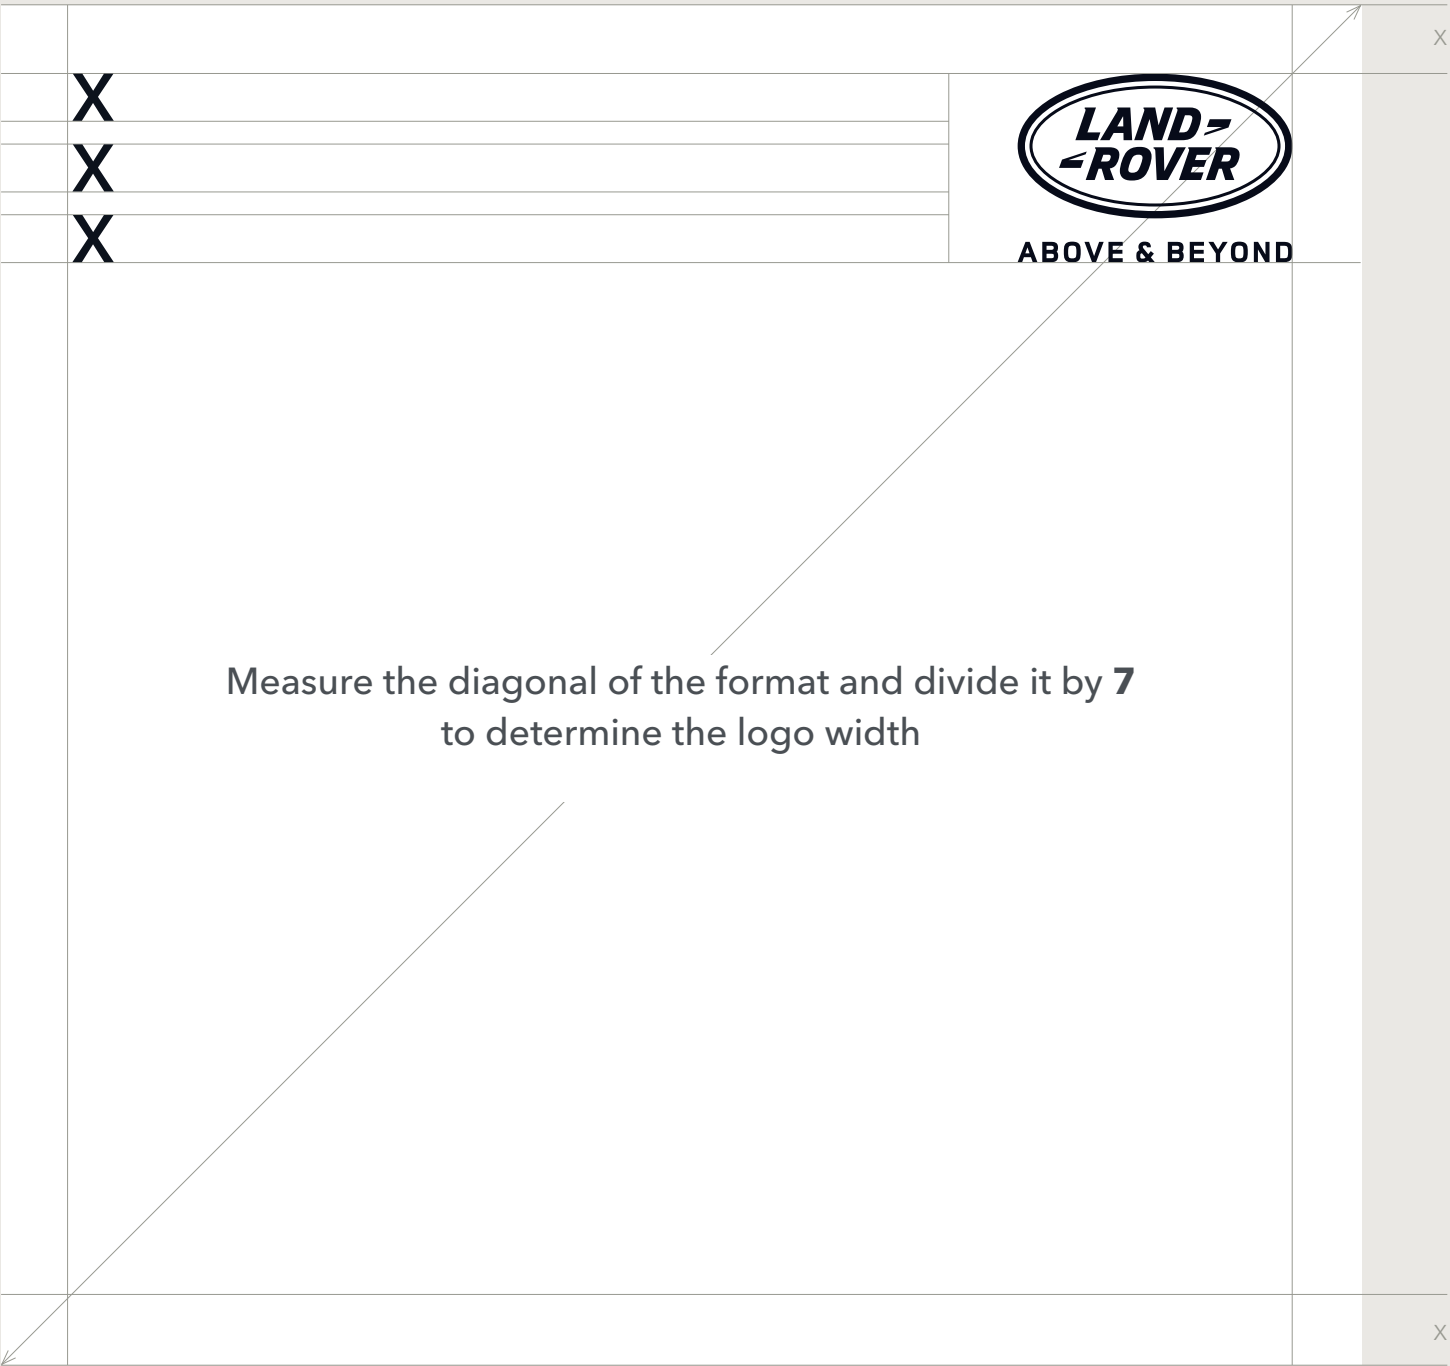 X
X
LAND
ROVER
X
X
ABOVE & BEYOND
Measure the diagonal of the format and divide it by 7
to determine the logo width
X